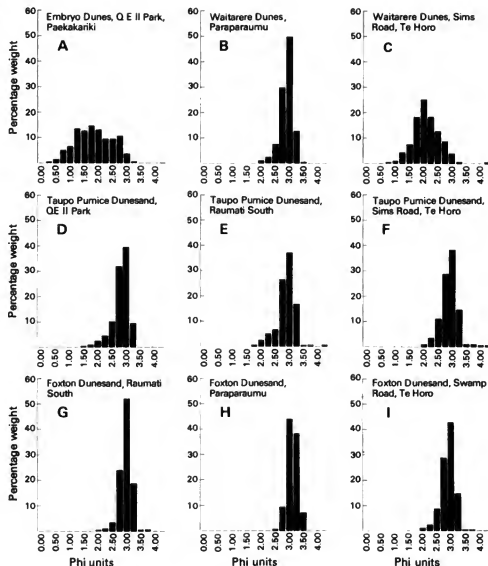 Embryo Dunes, Q E II Park,
Paekakariki
A
Percentage weight
60
50
40
30
20
10
0.00 0.50 1.00 1.50 2.00 2.50 3.00 3.50 4.00
Waitarere Dunes,
Paraparaumu
B
60
50
40
30
20
10
0.00 0.50 1.00 1.50 2.00 2.50 3.00 3.50 4.00
Waitarere Dunes, Sims
Road, Te Horo
C
60
50
40
30
20
10
0.00 0.50 1.00 1.50 2.00 2.50 3.00 3.50 4.00
Taupo Pumice Dunesand,
QE II Park
D
Percentage weight
60
50
40
30
20
10
Taupo Pumice Dunesand,
Raumati South
E
60
50
40
30
20
10
Taupo Pumice Dunesand,
Sims Road, Te Horo
F
60
50
40
30
20
10
0.00 0.50 1.00 1.50 2.00 2.50 3.00 3.50 4.00
0.00 0.50 1.00 1.50 2.00 2.50 3.00 3.50 4.00
0.00 0.50 1.00 1.50 2.00 2.50 3.00 3.50 4.00
Foxton Dunesand, Raumati
South
G
Percentage weight
60
50
40
30
20
10
0.00 0.50 1.00 1.50 2.00 2.50 3.00 3.50 4.00
Phi units
Foxton Dunesand,
Paraparaumu
H
60
50
40
30
20
10
0.00 0.50 1.00 1.50 2.00 2.50 3.00 3.50 4.00
Phi units
Foxton Dunesand, Swamp
Road, Te Horo
I
60
50
40
30
20
10
0.00 0.50 1.00 1.50 2.00 2.50 3.00 3.50 4.00
Phi units